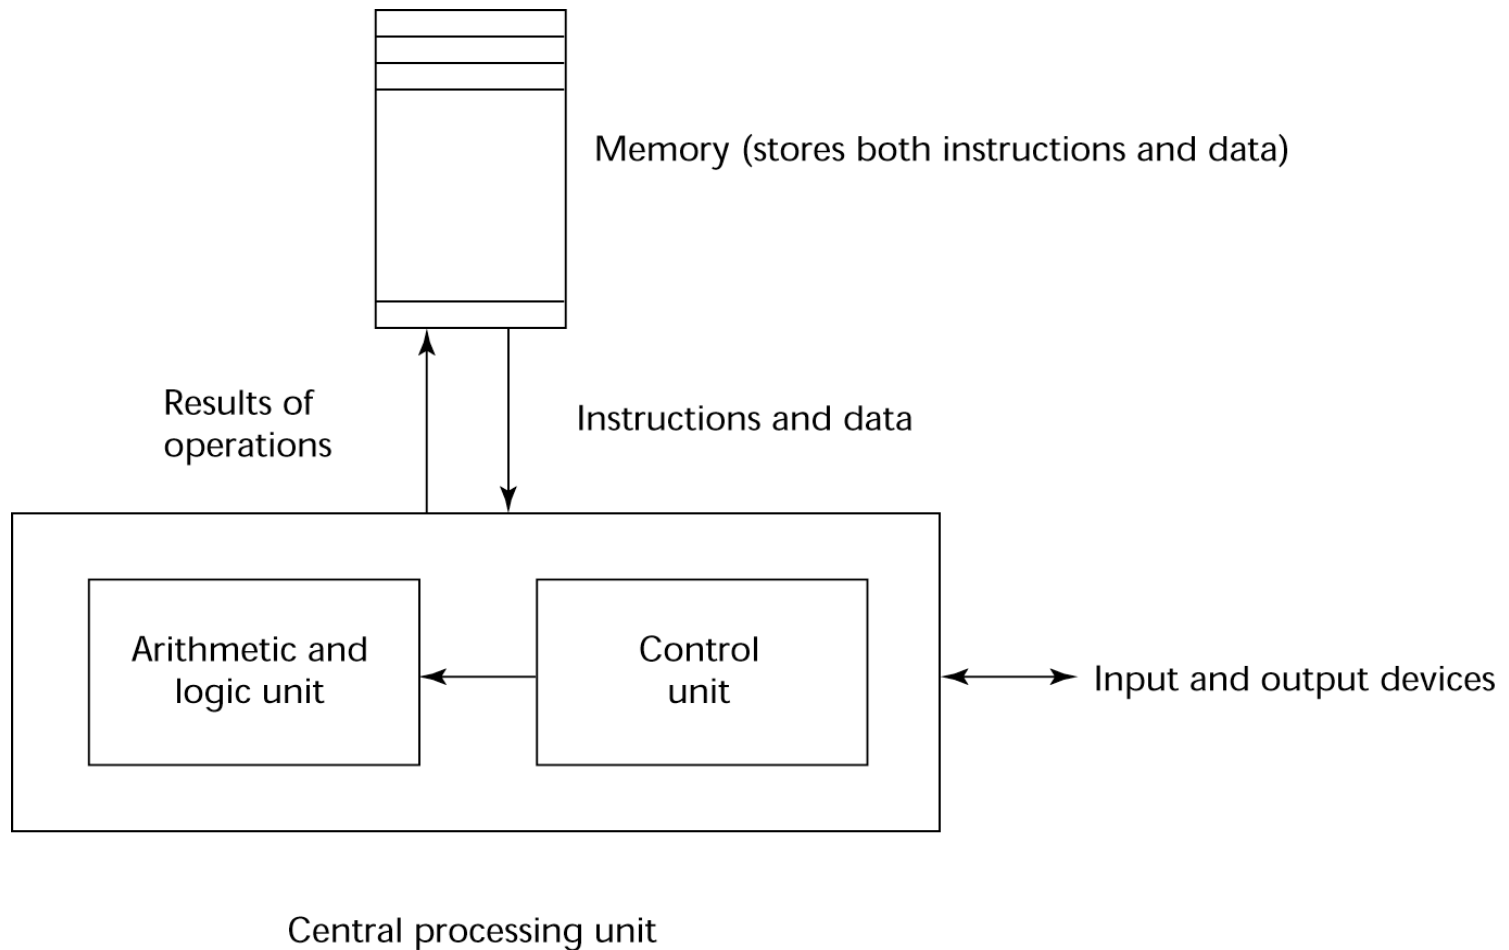 Memory (stores both instructions and data)
Results of
operations
Instructions and data
Arithmetic and
logic unit
Control
unit
Input and output devices
Central processing unit